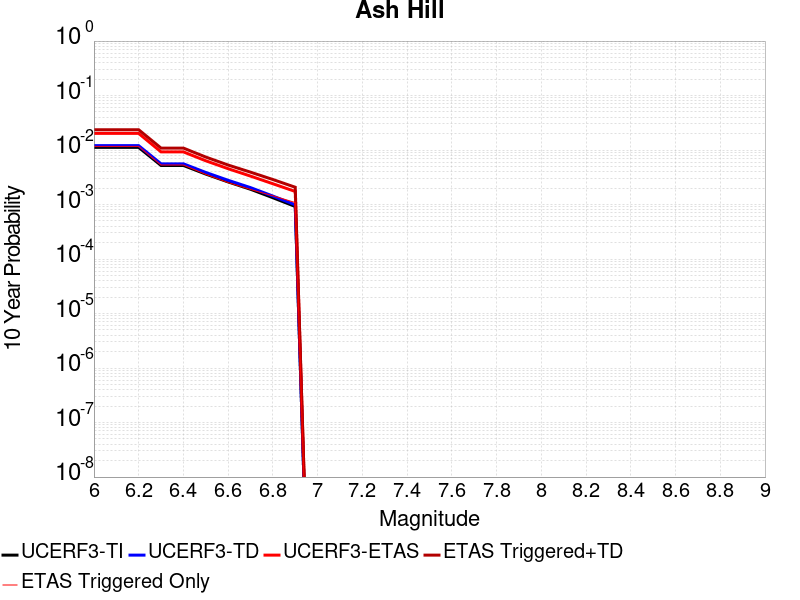 Ash Hill
10 0
10 -1
10 -2
10 -3
10 -4
10 -5
10 -6
10 -7
10 -8
10 Year Probability
6 6.2 6.4 6.6 6.8 7 7.2 7.4 7.6 7.8 8 8.2 8.4 8.6 8.8 9
Magnitude
UCERF3-TI UCERF3-TD UCERF3-ETAS ETAS Triggered+TD
ETAS Triggered Only